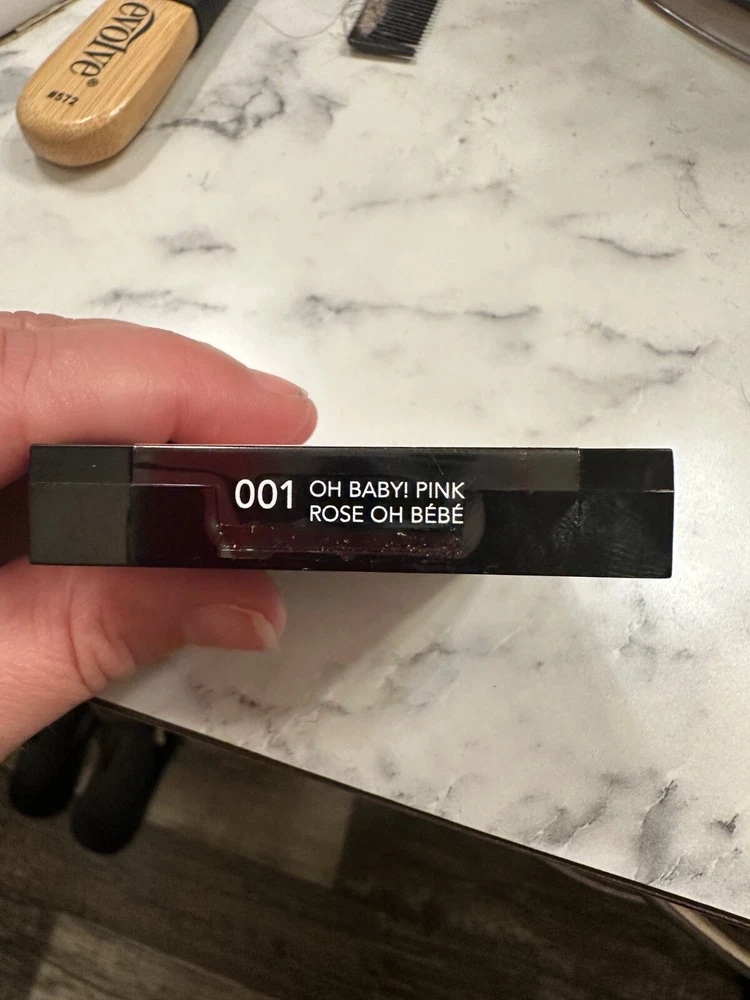 evolve®
#572
001 OH BABY! PINK
ROSE OH BÉBÉ